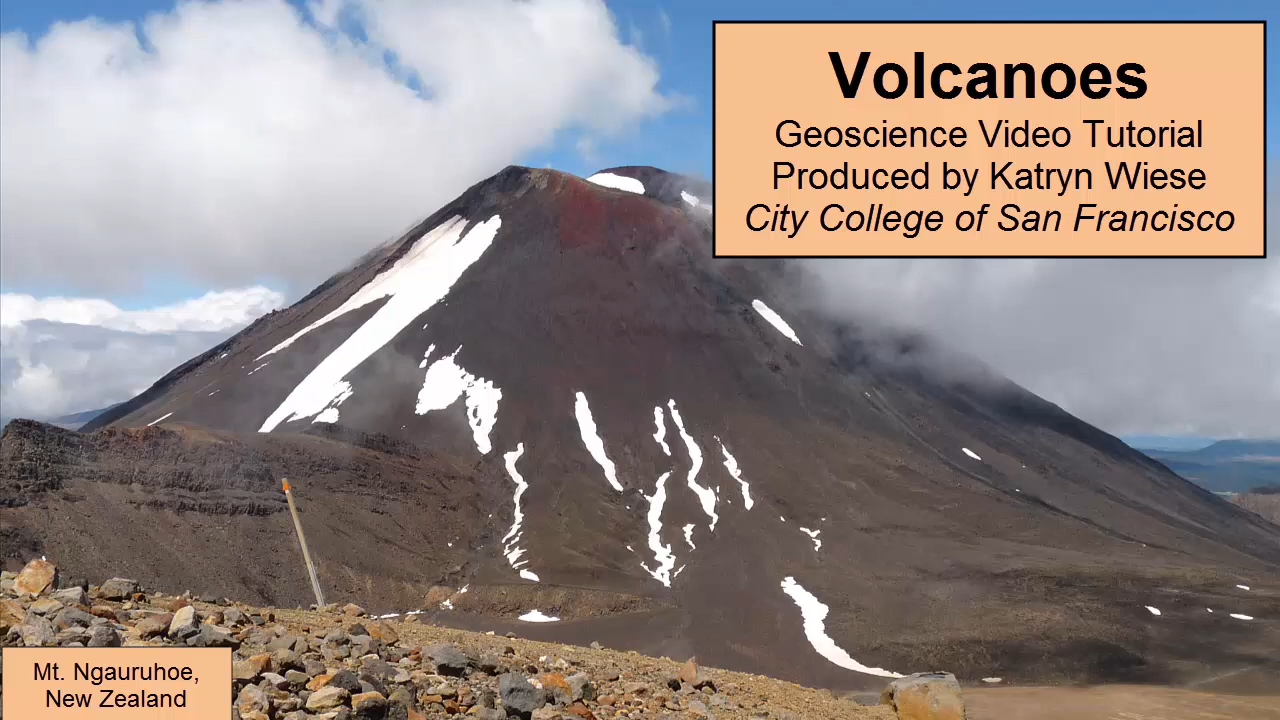 Volcanoes
Geoscience Video Tutorial
Produced by Katryn Wiese
City College of San Francisco
Mt. Ngauruhoe,
New Zealand